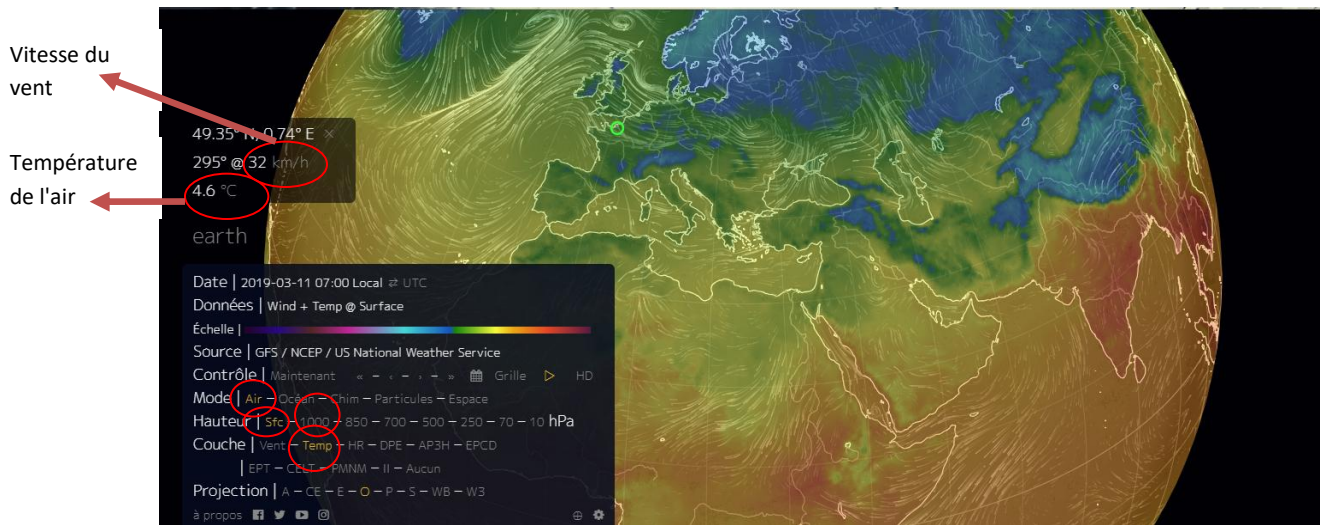 Vitesse du
vent
Température
de l'air
49.35° N, 0.74° E ×
295° @ 32 km/h
4.6 °C
earth
Date | 2019-03-11 07:00 Local ⇄ UTC
Données | Wind + Temp @ Surface
Échelle |
Source | GFS / NCEP / US National Weather Service
Contrôle | Maintenant « – ‹ – › – » Grille ▷ HD
Mode | Air – Océan – Chim – Particules – Espace
Hauteur | Sfc – 1000 – 850 – 700 – 500 – 250 – 70 – 10 hPa
Couche | Vent – Temp – HR – DPE – AP3H – EPCD
| EPT – CELT – PMNM – II – Aucun
Projection | A – CE – E – O – P – S – WB – W3
à propos